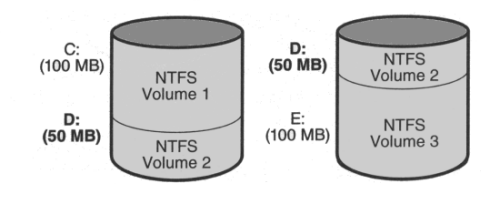 C:
(100 MB)
NTFS
Volume 1
D:
(50 MB)
NTFS
Volume 2
D:
(50 MB)
NTFS
Volume 2
E:
(100 MB)
NTFS
Volume 3